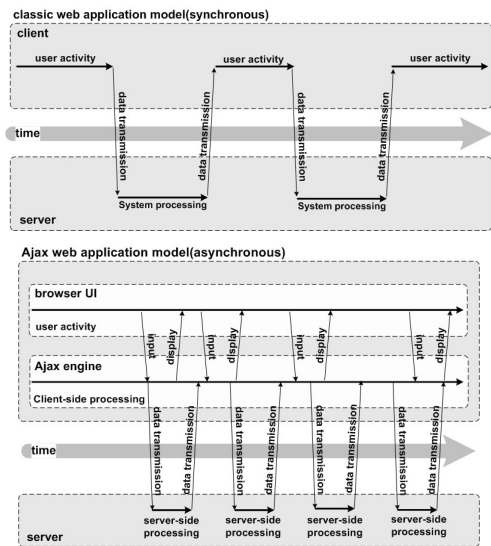 classic web application model(synchronous)
client
user activity
user activity
user activity
data transmission
data transmission
data transmission
data transmission
time
System processing
System processing
server
Ajax web application model(asynchronous)
browser UI
user activity
input
display
input
display
input
display
input
display
Ajax engine
Client-side processing
data transmission
data transmission
data transmission
data transmission
data transmission
data transmission
data transmission
data transmission
time
server-side
processing
server-side
processing
server-side
processing
server-side
processing
server